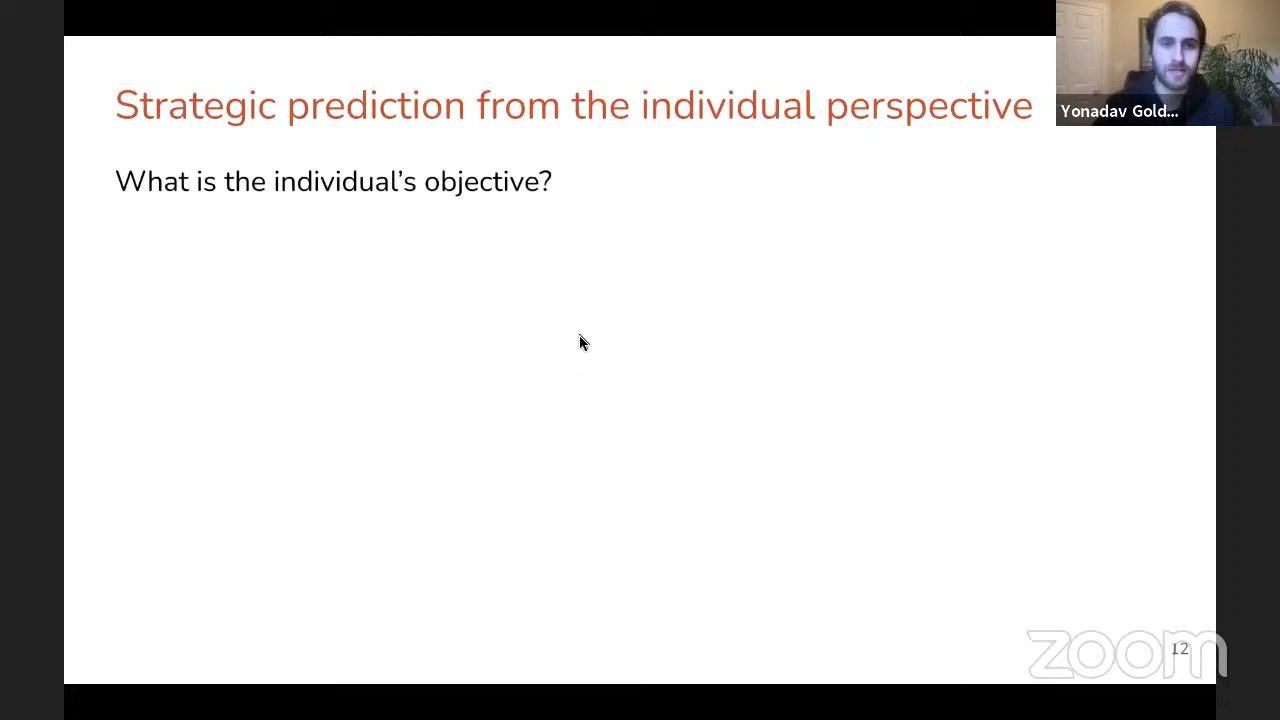 Strategic prediction from the individual perspective
Yonadav Gold...
What is the individual’s objective?
zoom
12